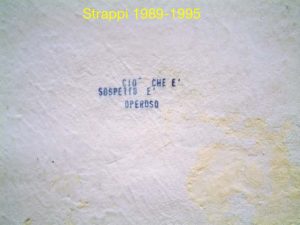 Strappi 1989-1995
CIO' CHE E'
SOSPETTO E'
OPEROSO